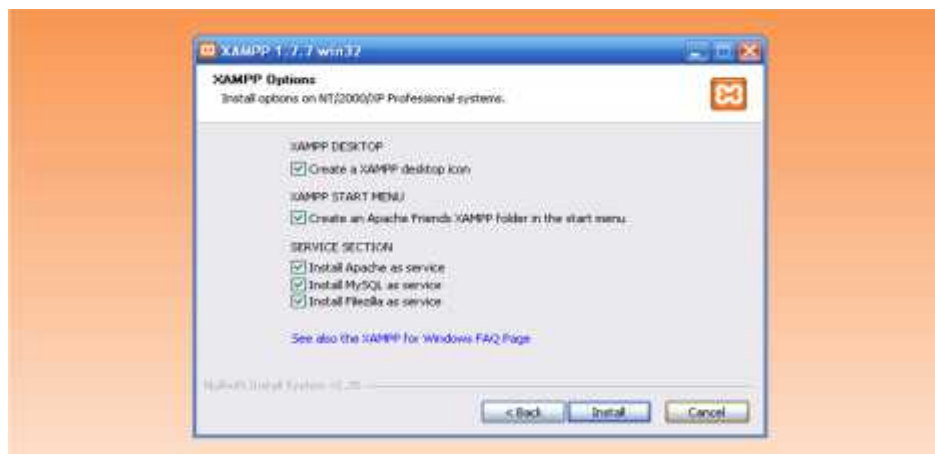 XAMPP 1.7.7 win32
XAMPP Options
Install options on NT/2000/XP Professional systems.
XAMPP DESKTOP
Create a XAMPP desktop icon
XAMPP START MENU
Create an Apache Friends XAMPP folder in the start menu
SERVICE SECTION
Install Apache as service
Install MySQL as service
Install Filezilla as service
See also the XAMPP for Windows FAQ Page
Nullsoft Install System
< Back
Install
Cancel